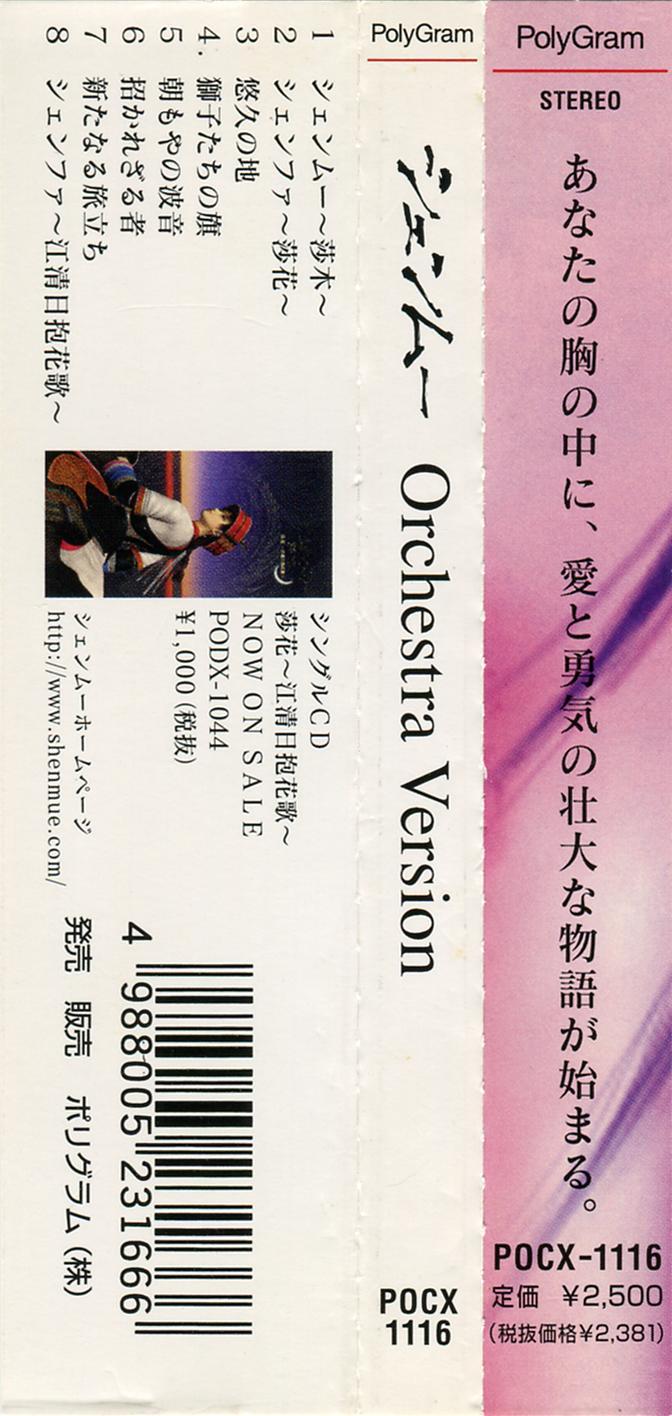 PolyGram
STEREO
あなたの胸の中に、愛と勇気の壮大な物語が始まる。
POCX-1116
定価 ¥2,500
(税抜価格¥2,381)
PolyGram
シェンムー Orchestra Version
POCX
1116
1 シェンムー〜莎木〜
2 シェンファ〜莎花〜
3 悠久の地
4. 獅子たちの旗
5 朝もやの波音
6 招かれざる者
7 新たなる旅立ち
8 シェンファ〜江清日抱花歌〜
シングルCD
莎花〜江清日抱花歌〜
NOW ON SALE
PODX-1044
¥1,000 (税抜)
シェンムーホームページ
http://www.shenmue.com/
4 988005 231666
発売 販売 ポリグラム (株)